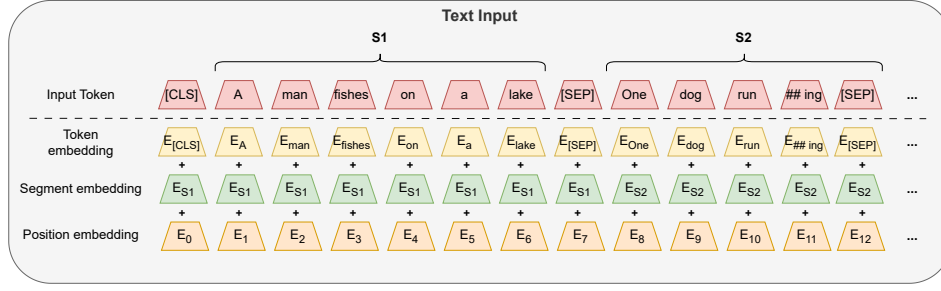 Text Input
S1 S2
Input Token [CLS] A man fishes on a lake [SEP] One dog run ## ing [SEP] ...
Token embedding E[CLS] EA Eman Efishes Eon Ea Elake E[SEP] EOne Edog Erun E## ing E[SEP] ...
+ + + + + + + + + + + + +
Segment embedding ES1 ES1 ES1 ES1 ES1 ES1 ES1 ES1 ES2 ES2 ES2 ES2 ES2 ...
+ + + + + + + + + + + + +
Position embedding E0 E1 E2 E3 E4 E5 E6 E7 E8 E9 E10 E11 E12 ...